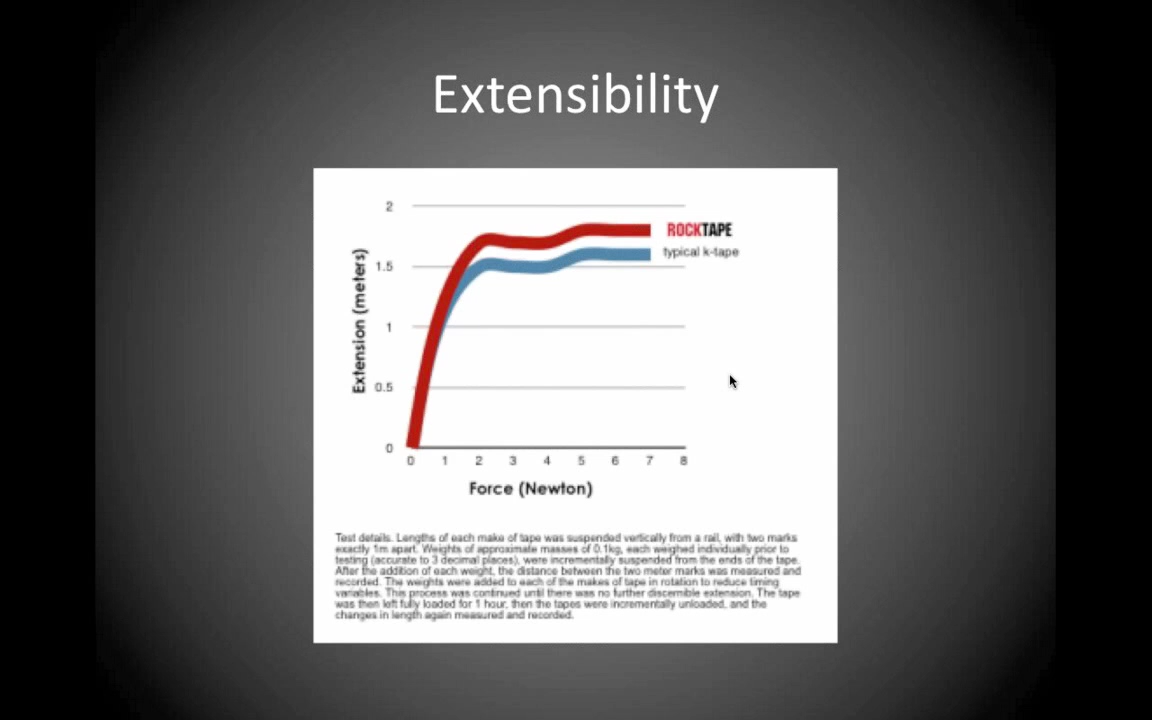 Extensibility
2
1.5
1
0.5
0
Extension (meters)
ROCKTAPE
typical k-tape
0 1 2 3 4 5 6 7 8
Force (Newton)
Test details. Lengths of each make of tape was suspended vertically from a rail, with two marks
exactly 1m apart. Weights of approximate masses of 0.1kg, each weighed individually prior to
testing (accurate to 3 decimal places), were incrementally suspended from the ends of the tape.
After the addition of each weight, the distance between the two meter marks was measured and
recorded. The weights were added to each of the makes of tape in rotation to reduce timing
variables. This process was continued until there was no further discernible extension. The tape
was then left fully loaded for 1 hour, then the tapes were incrementally unloaded, and the
changes in length again measured and recorded.